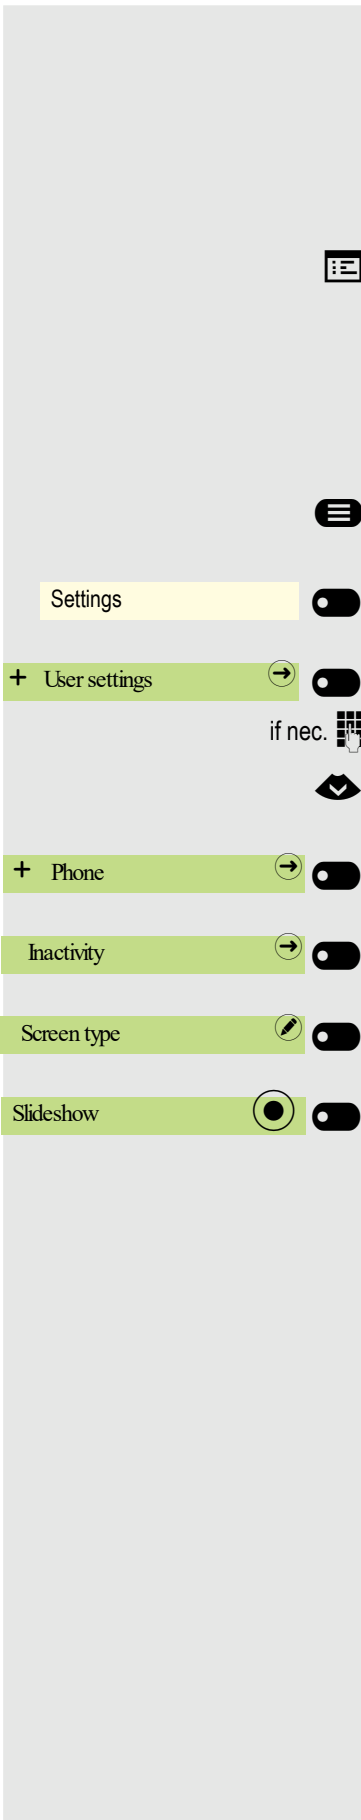 Settings
+ User settings
if nec.
+ Phone
Inactivity
Screen type
Slideshow